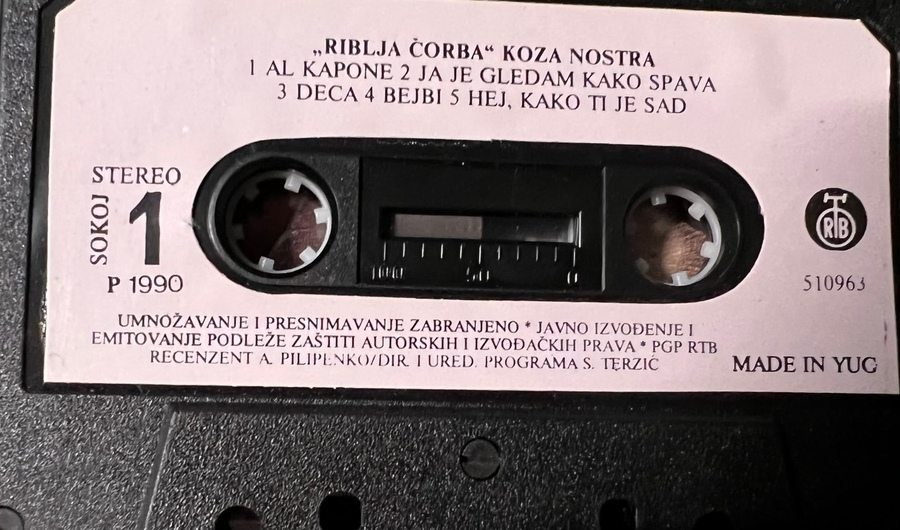 „RIBLJA ČORBA“ KOZA NOSTRA
1 AL KAPONE 2 JA JE GLEDAM KAKO SPAVA
3 DECA 4 BEJBI 5 HEJ, KAKO TI JE SAD
STEREO
SOKOJ
1
P 1990
100 50 0
RTB
510963
UMNOŽAVANJE I PRESNIMAVANJE ZABRANJENO * JAVNO IZVOĐENJE I
EMITOVANJE PODLEŽE ZAŠTITI AUTORSKIH I IZVOĐAČKIH PRAVA * PGP RTB
RECENZENT A. PILIPENKO/DIR. I URED. PROGRAMA S. TERZIĆ
MADE IN YUG